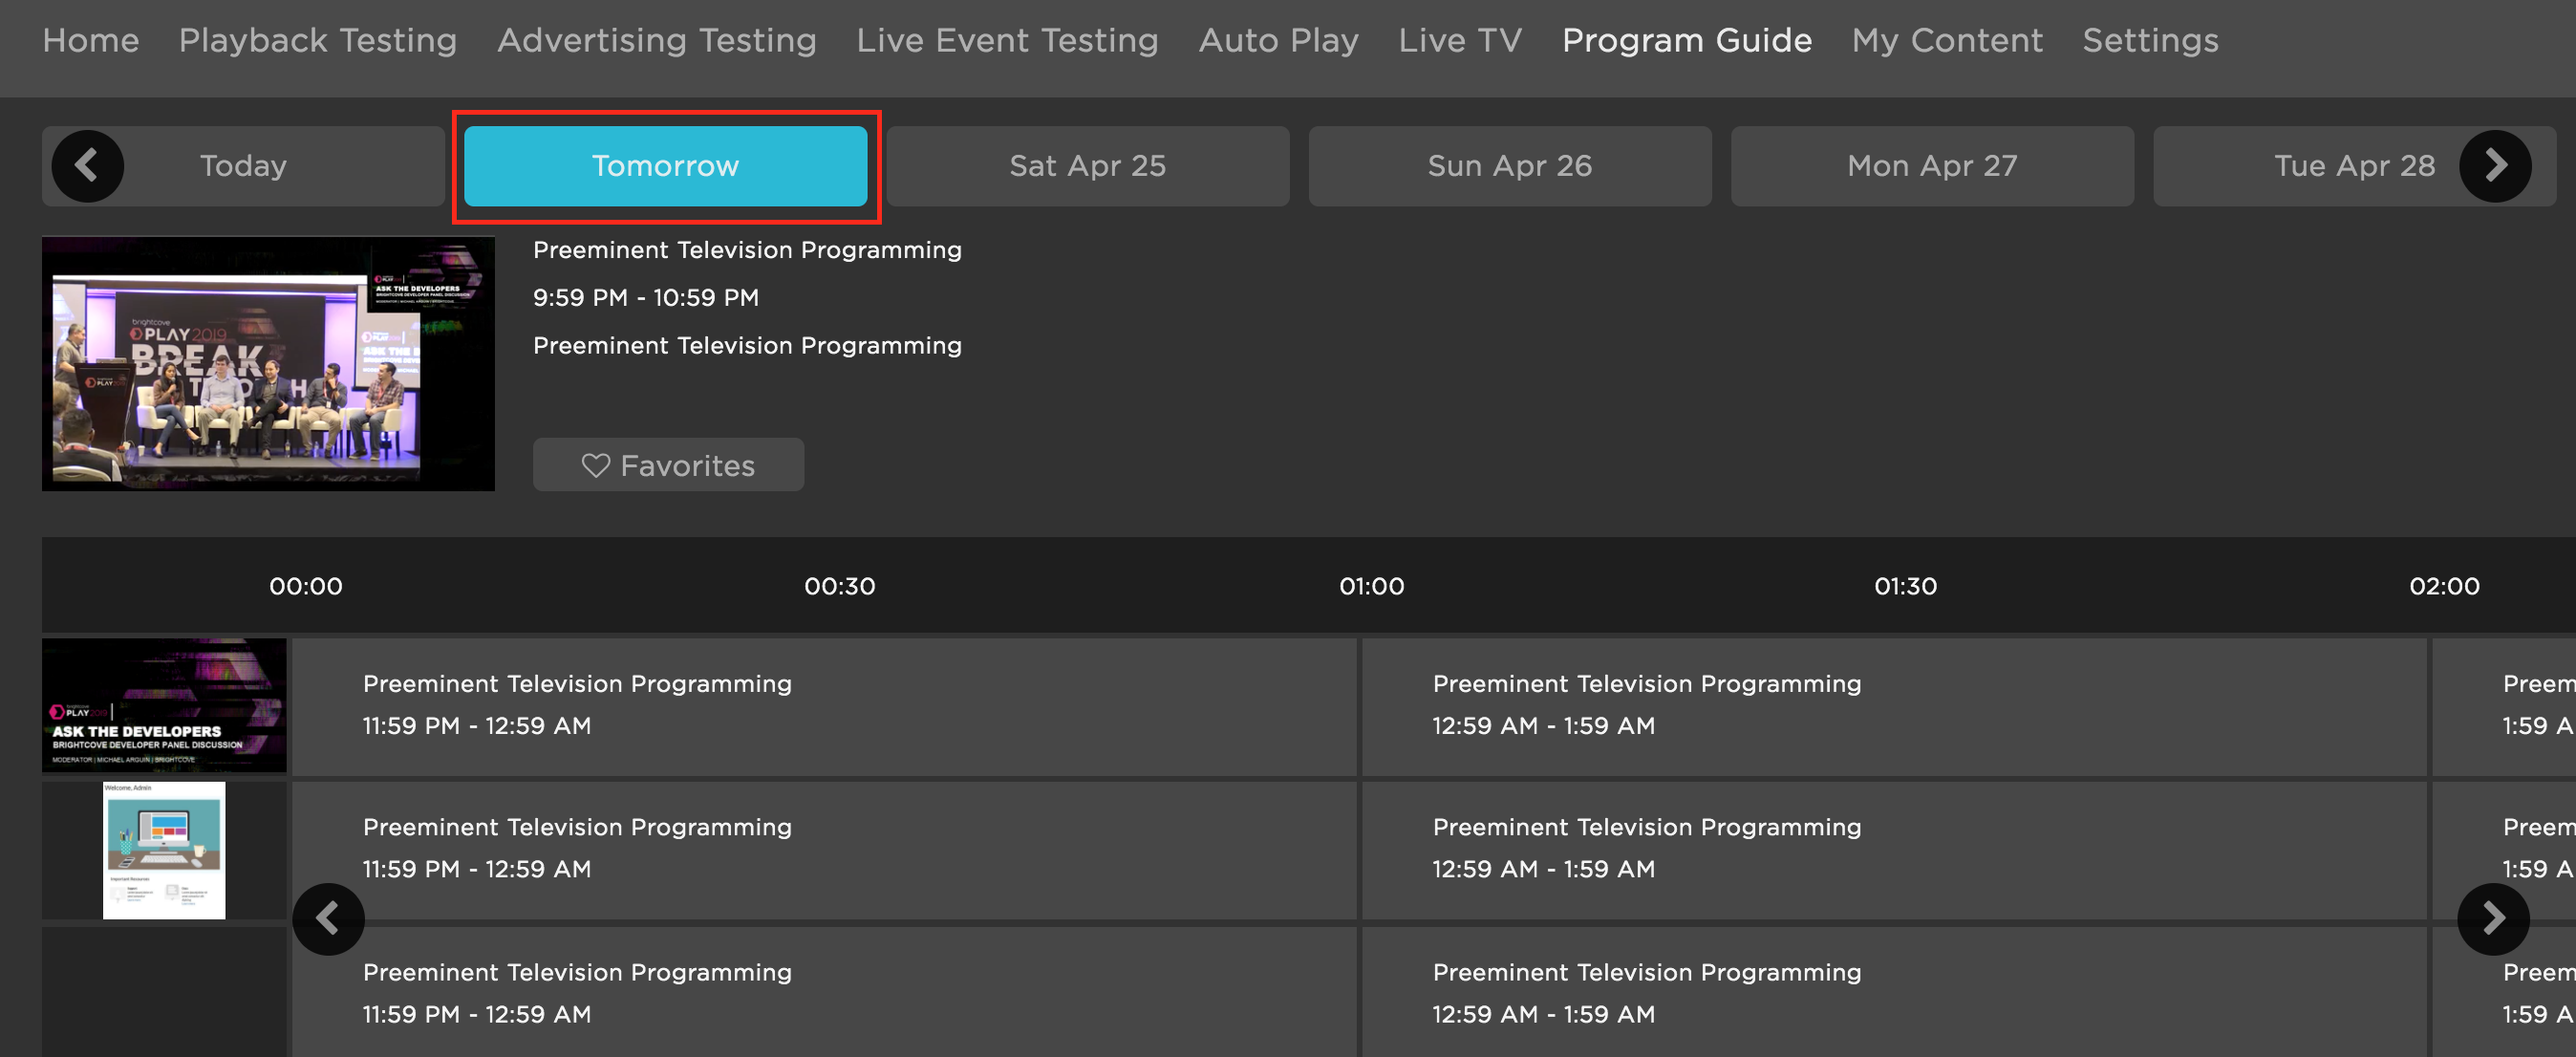 Home Playback Testing Advertising Testing Live Event Testing Auto Play Live TV Program Guide My Content Settings
Today Tomorrow Sat Apr 25 Sun Apr 26 Mon Apr 27 Tue Apr 28
Preeminent Television Programming
9:59 PM - 10:59 PM
Preeminent Television Programming
Favorites
ASK THE DEVELOPERS
brightcove
PLAY 2019
BREAK
00:00 00:30 01:00 01:30 02:00
brightcove
PLAY 2019
ASK THE DEVELOPERS
BRIGHTCOVE DEVELOPER PANEL DISCUSSION
MODERATOR | MICHAEL ARGUIN | BRIGHTCOVE
Preeminent Television Programming Preeminent Television Programming Preem
11:59 PM - 12:59 AM 12:59 AM - 1:59 AM 1:59 A
Welcome, Admin
Important Resources
Preeminent Television Programming Preeminent Television Programming Preem
11:59 PM - 12:59 AM 12:59 AM - 1:59 AM 1:59 A
Preeminent Television Programming Preeminent Television Programming Preem
11:59 PM - 12:59 AM 12:59 AM - 1:59 AM 1:59 A